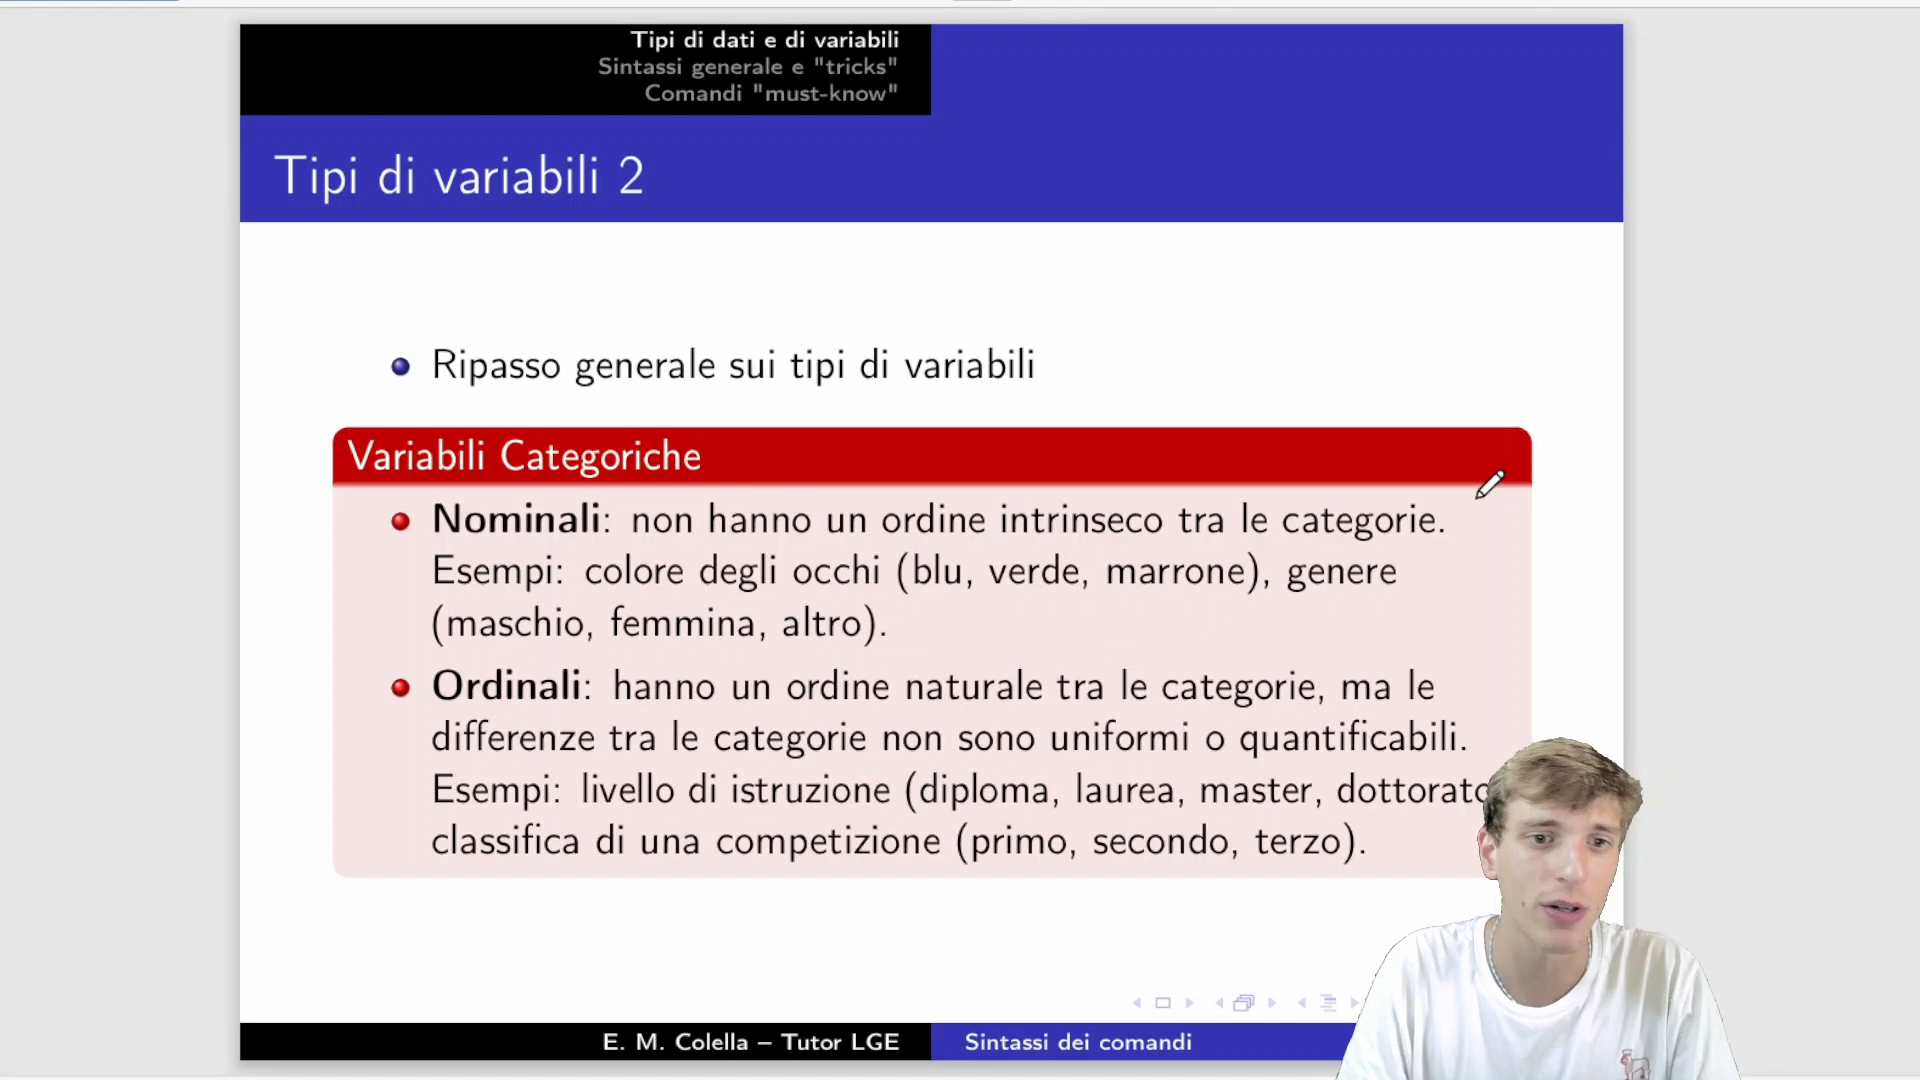 Tipi di dati e di variabili
Sintassi generale e "tricks"
Comandi "must-know"
Tipi di variabili 2
Ripasso generale sui tipi di variabili
Variabili Categoriche
Nominali: non hanno un ordine intrinseco tra le categorie.
Esempi: colore degli occhi (blu, verde, marrone), genere
(maschio, femmina, altro).
Ordinali: hanno un ordine naturale tra le categorie, ma le
differenze tra le categorie non sono uniformi o quantificabili.
Esempi: livello di istruzione (diploma, laurea, master, dottorato
classifica di una competizione (primo, secondo, terzo).
E. M. Colella – Tutor LGE
Sintassi dei comandi